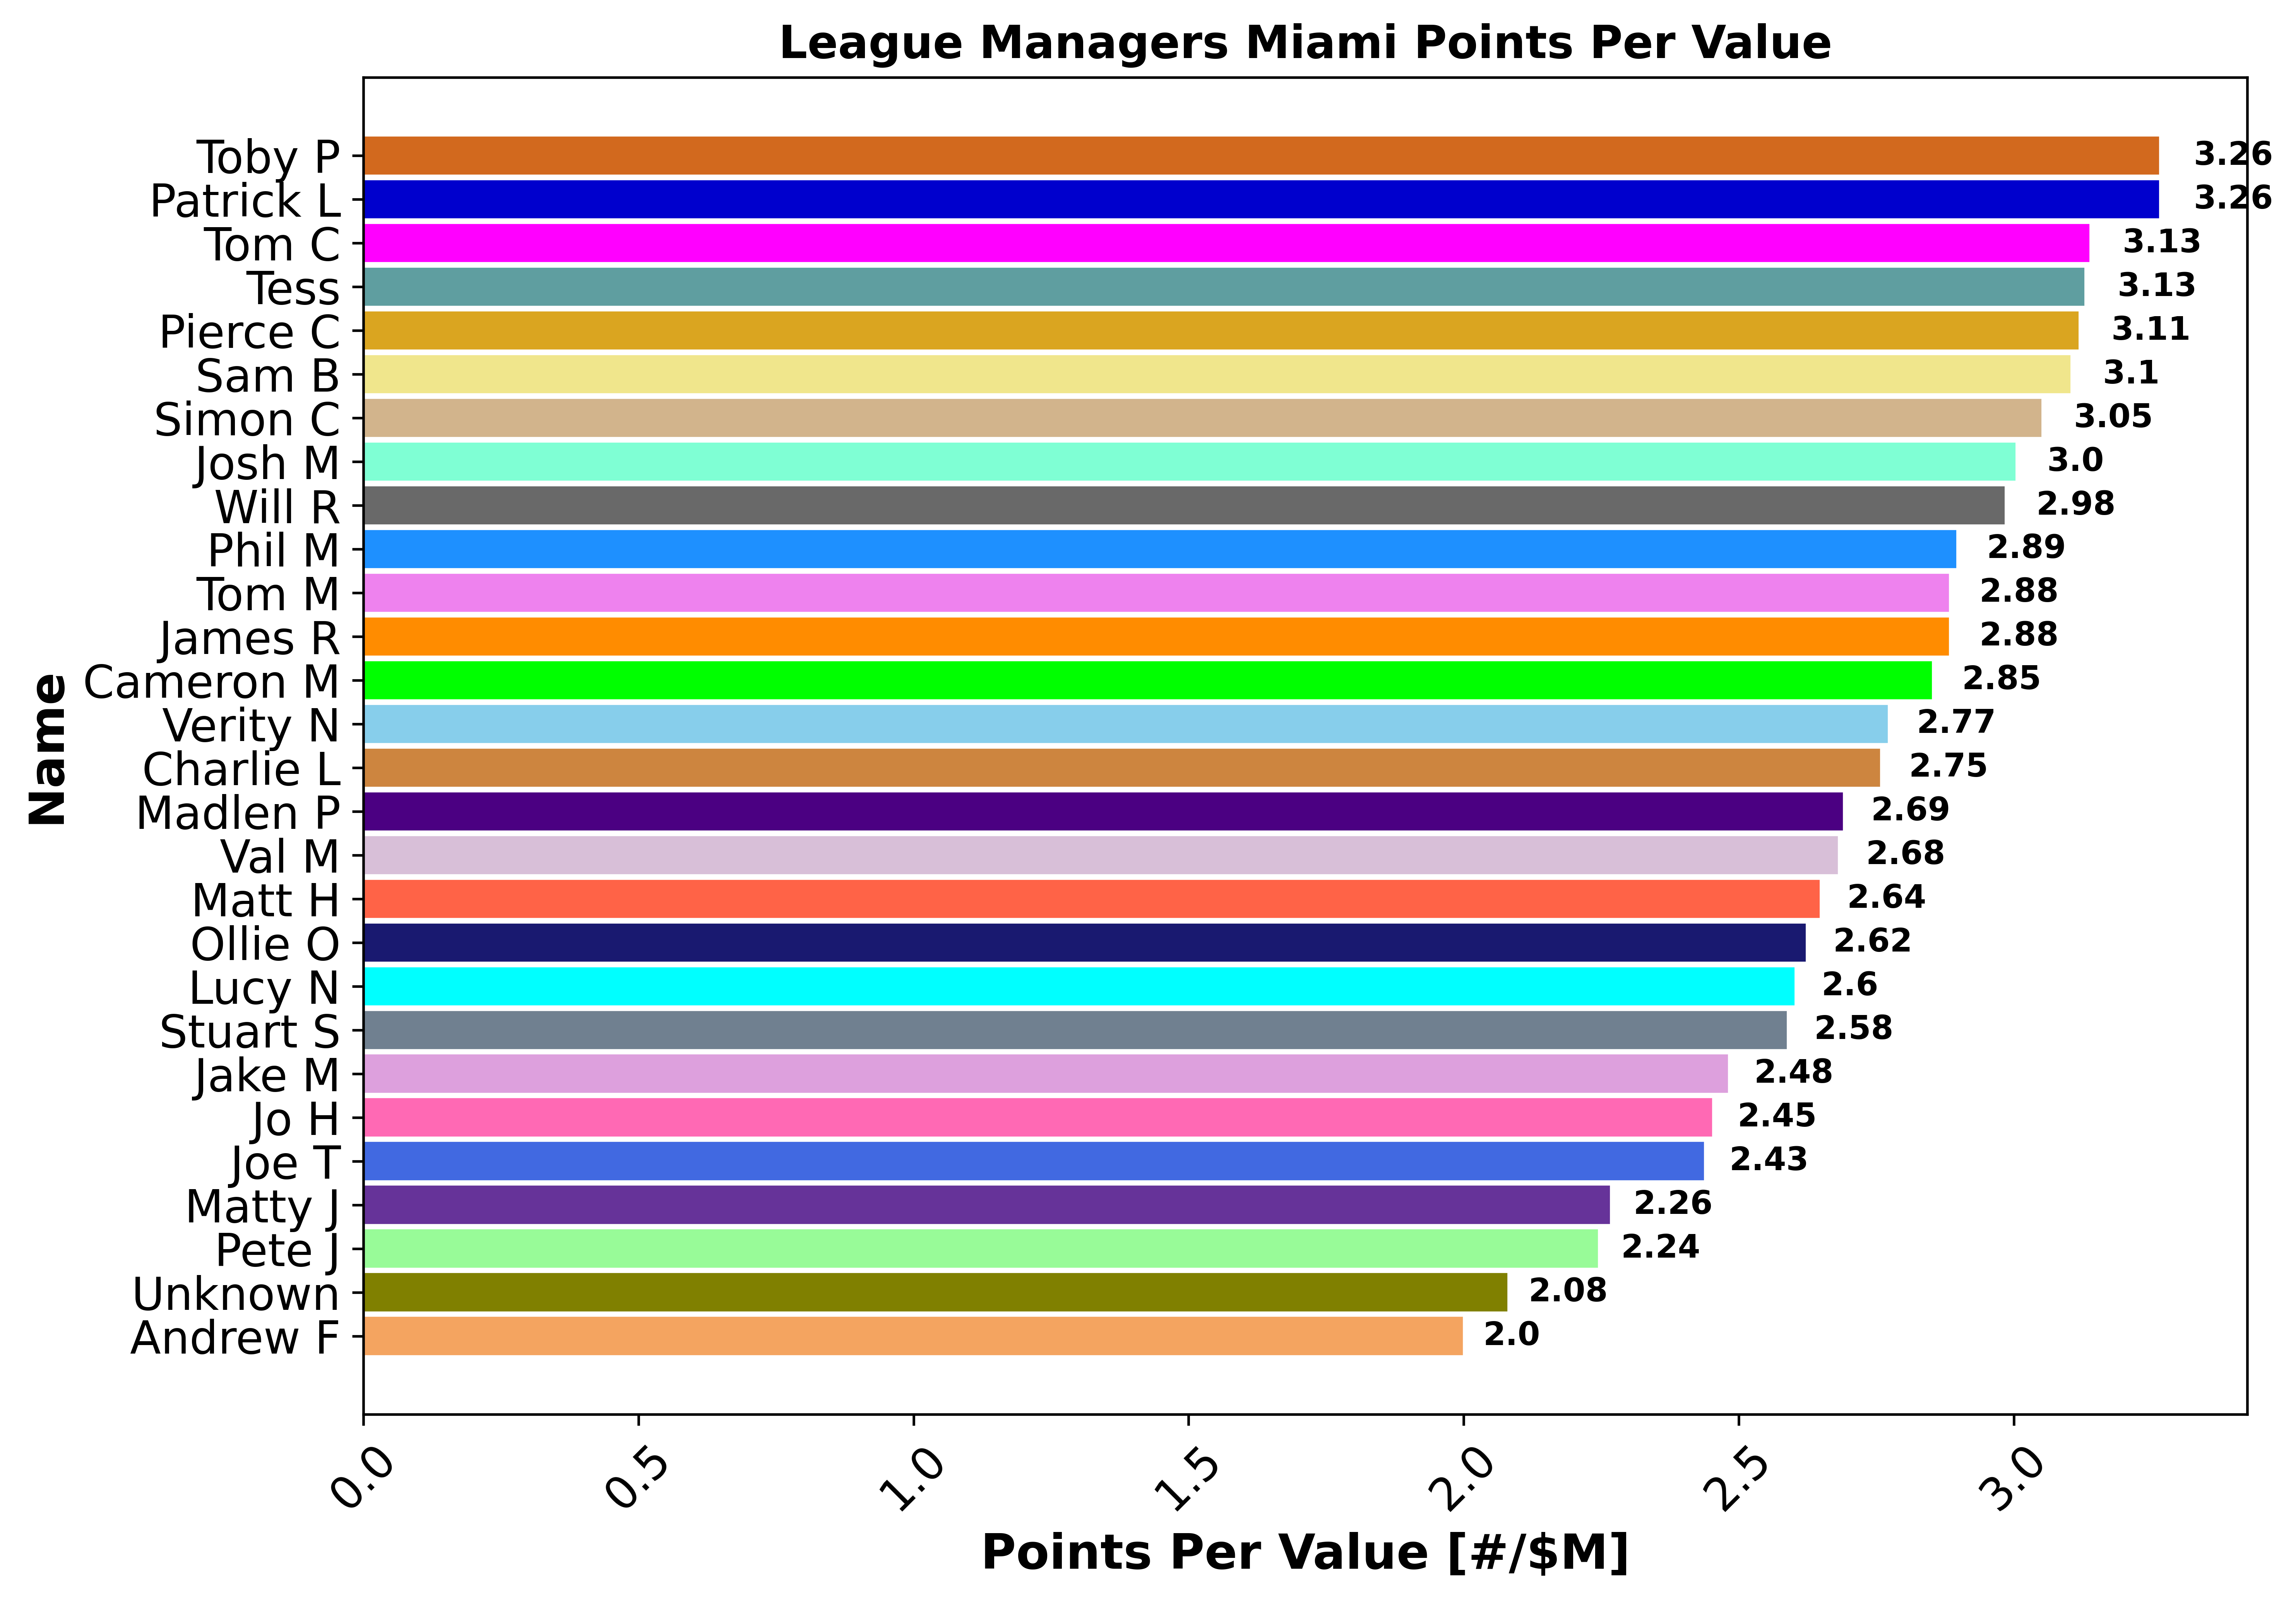 League Managers Miami Points Per Value
Toby P 3.26
Patrick L 3.26
Tom C 3.13
Tess 3.13
Pierce C 3.11
Sam B 3.1
Simon C 3.05
Josh M 3.0
Will R 2.98
Phil M 2.89
Tom M 2.88
James R 2.88
Cameron M 2.85
Verity N 2.77
Charlie L 2.75
Madlen P 2.69
Val M 2.68
Matt H 2.64
Ollie O 2.62
Lucy N 2.6
Stuart S 2.58
Jake M 2.48
Jo H 2.45
Joe T 2.43
Matty J 2.26
Pete J 2.24
Unknown 2.08
Andrew F 2.0
Name
0.0 0.5 1.0 1.5 2.0 2.5 3.0
Points Per Value [#/$M]